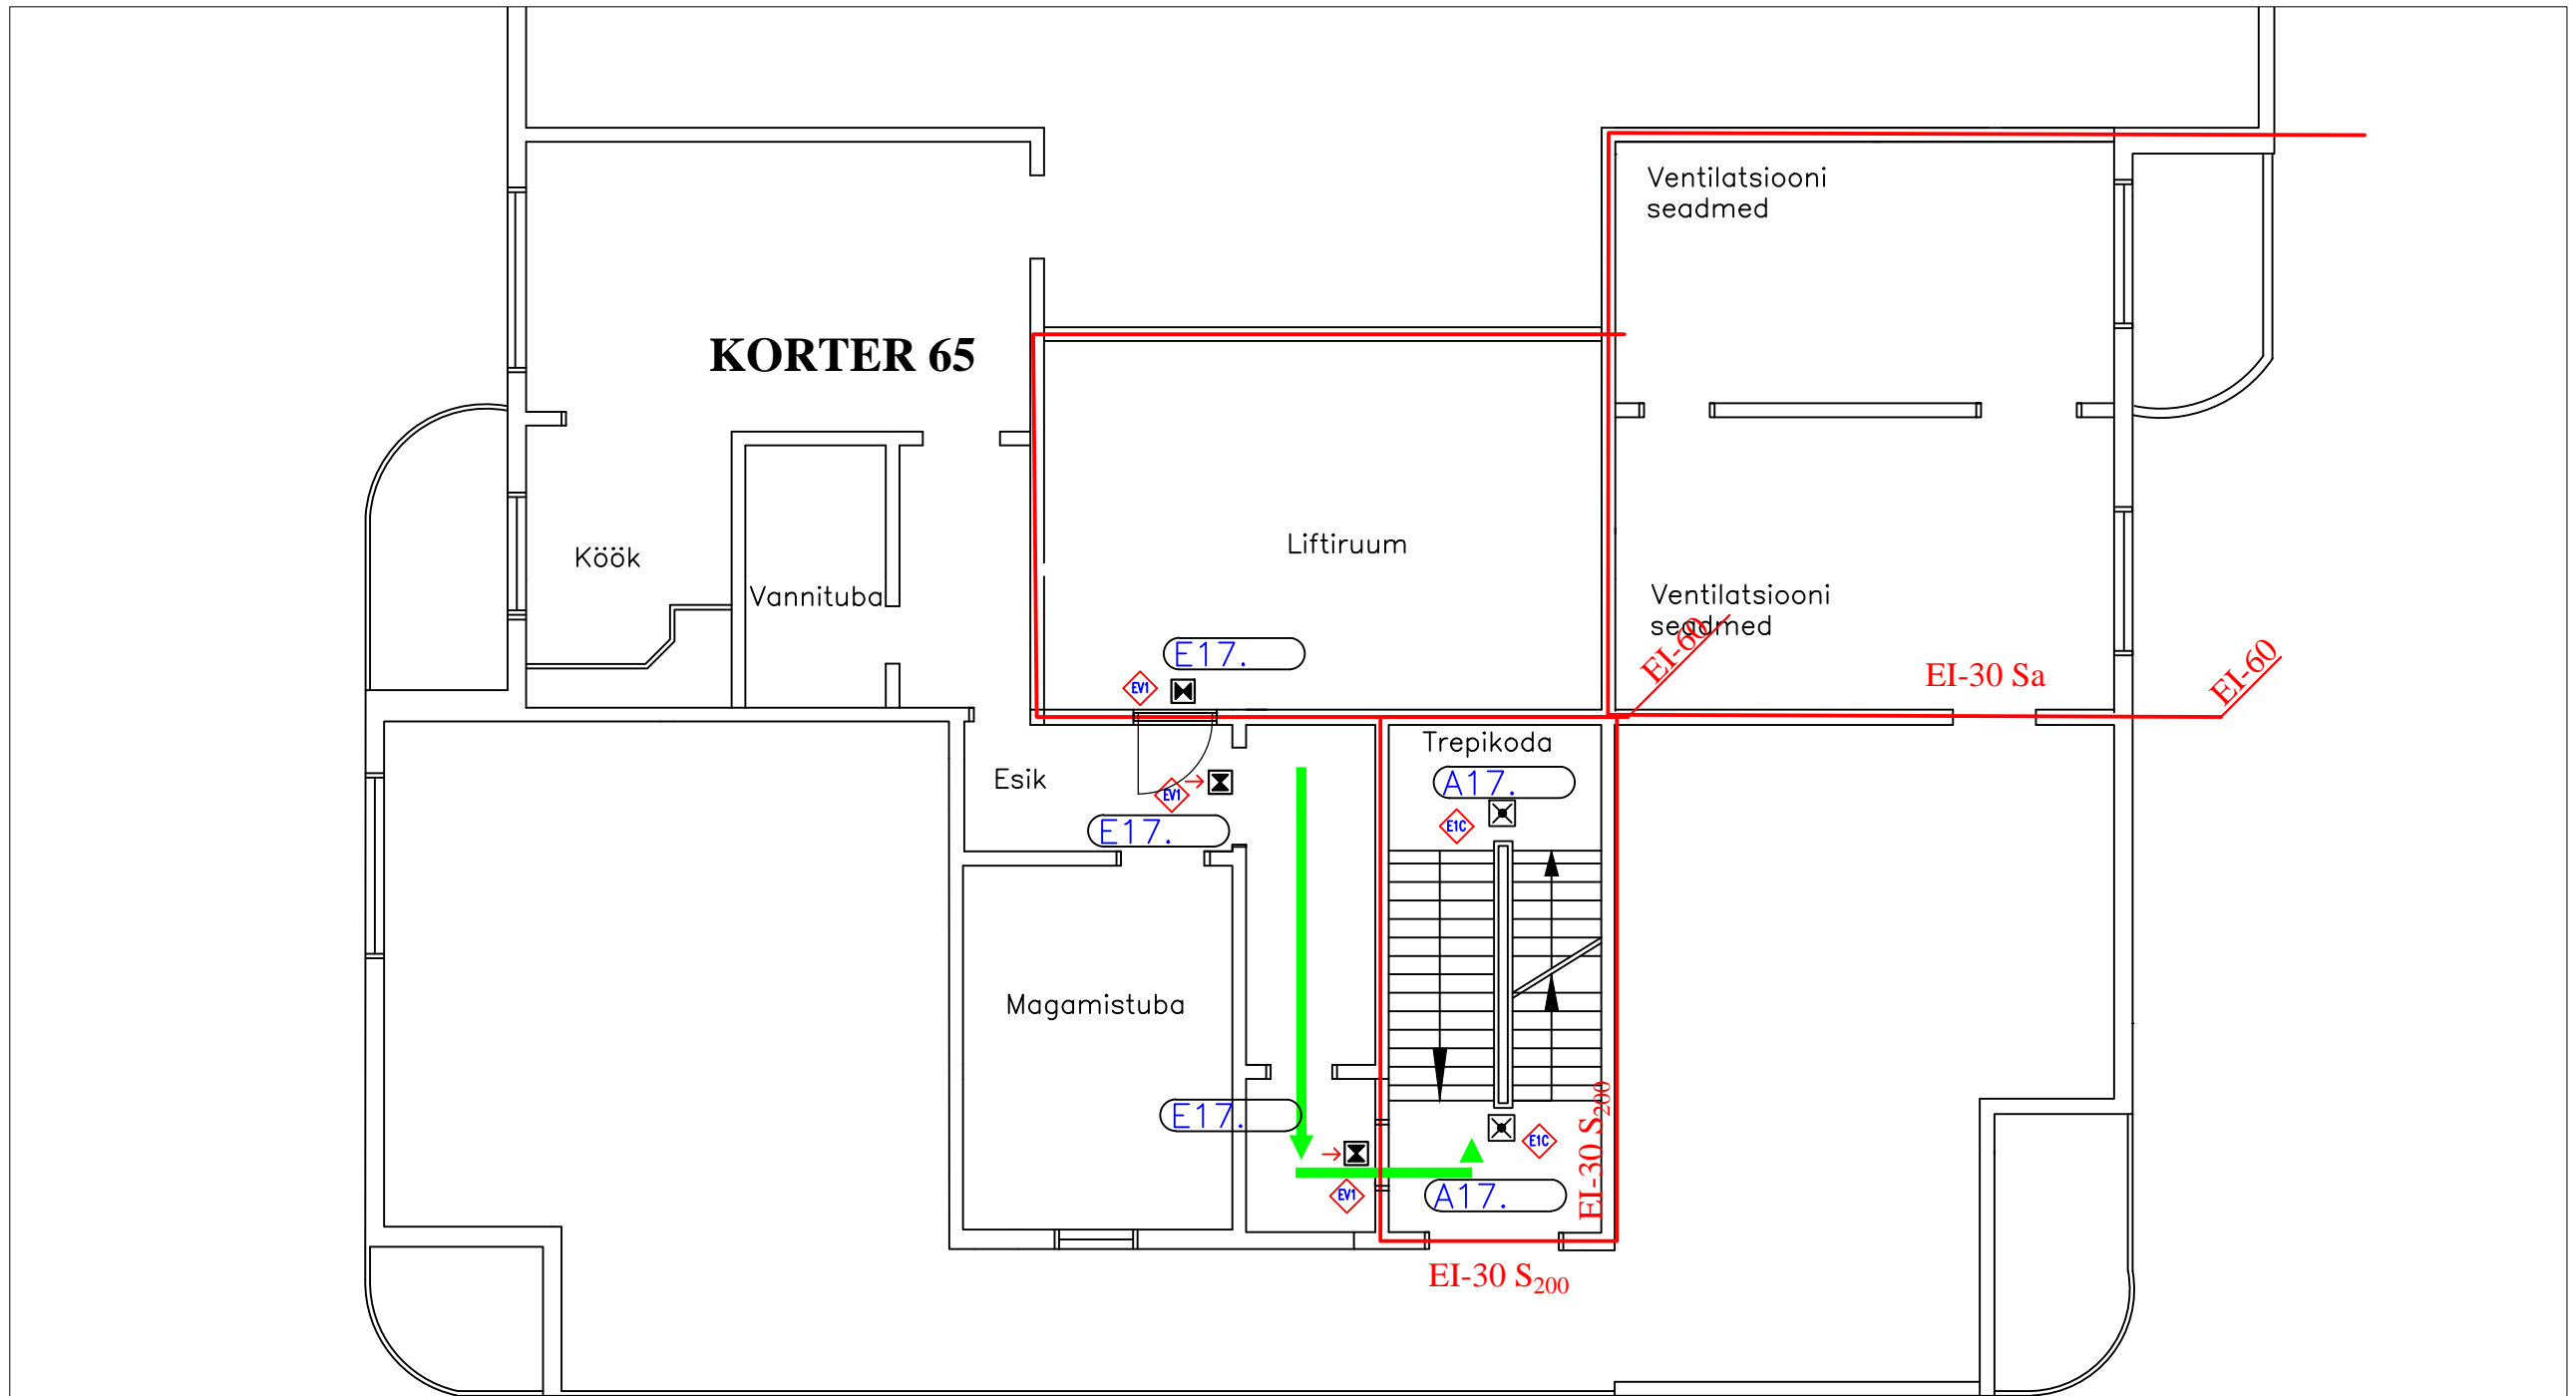 Ventilatsiooni
seadmed
KORTER 65
Liftiruum
Köök
Vannituba
Ventilatsiooni
seadmed
EI-60
EI-30 Sa
EI-60
E17.
EV1
Trepikoda
A17.
E1C
Esik
EV1
E17.
Magamistuba
E17.
EV1
E1C
A17.
EI-30 S200
EI-30 S200